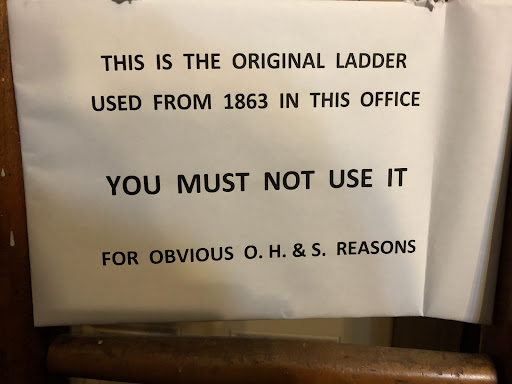 THIS IS THE ORIGINAL LADDER
USED FROM 1863 IN THIS OFFICE
YOU MUST NOT USE IT
FOR OBVIOUS O. H. & S. REASONS